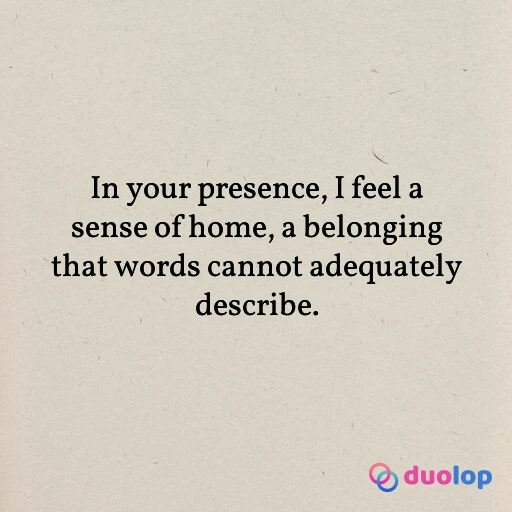 In your presence, I feel a
sense of home, a belonging
that words cannot adequately
describe.
duolop